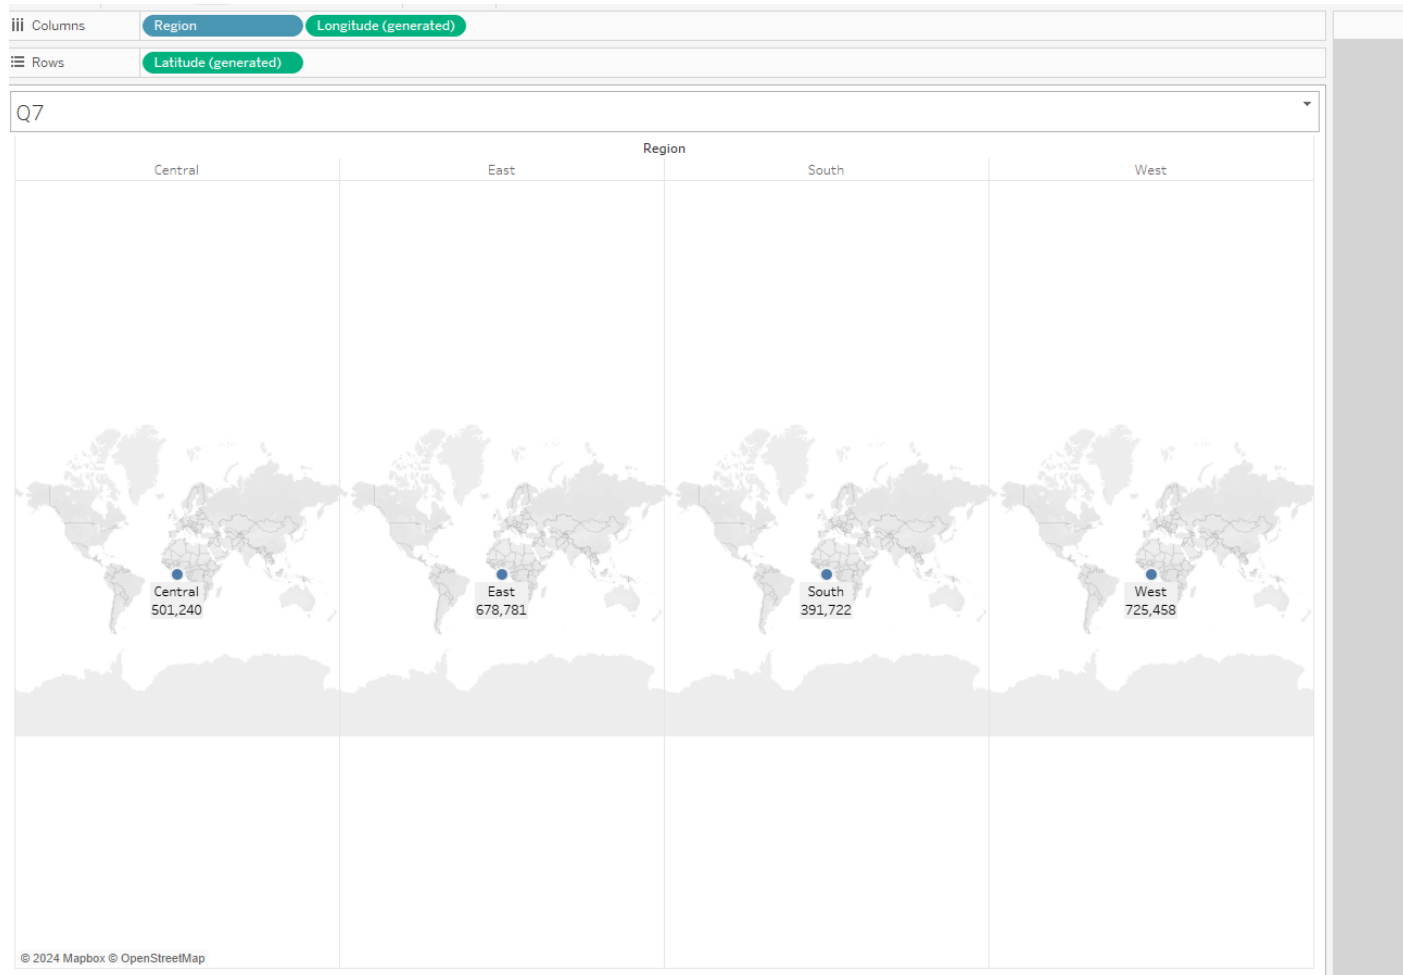 Columns Region Longitude (generated)
Rows Latitude (generated)
Q7
Region
Central East South West
Central East South West
501,240 678,781 391,722 725,458
© 2024 Mapbox © OpenStreetMap